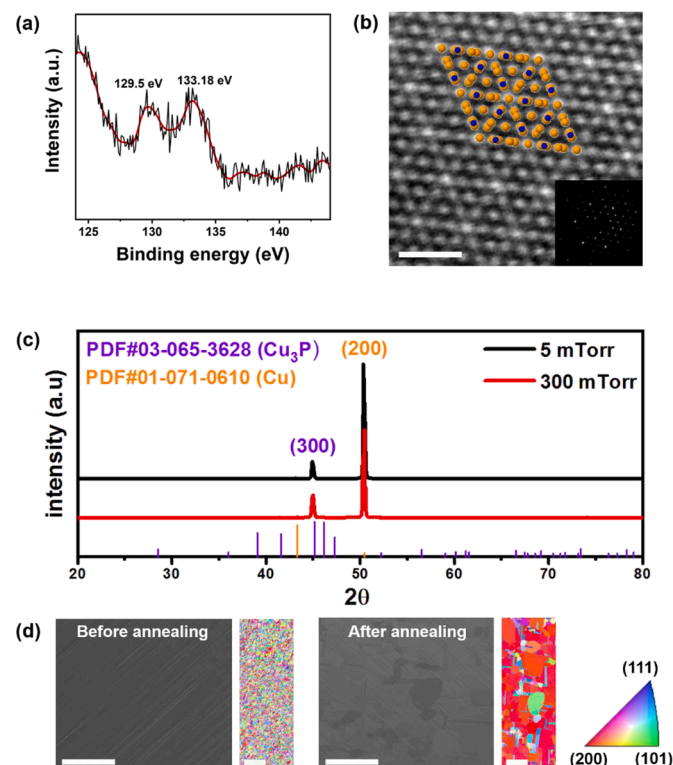 (a)
Intensity (a.u.)
129.5 eV
133.18 eV
125
130
135
140
Binding energy (eV)
(b)
(c)
intensity (a.u)
PDF#03-065-3628 (Cu₃P)
PDF#01-071-0610 (Cu)
(200)
(300)
5 mTorr
300 mTorr
20
30
40
50
60
70
80
2θ
(d)
Before annealing
After annealing
(111)
(200)
(101)